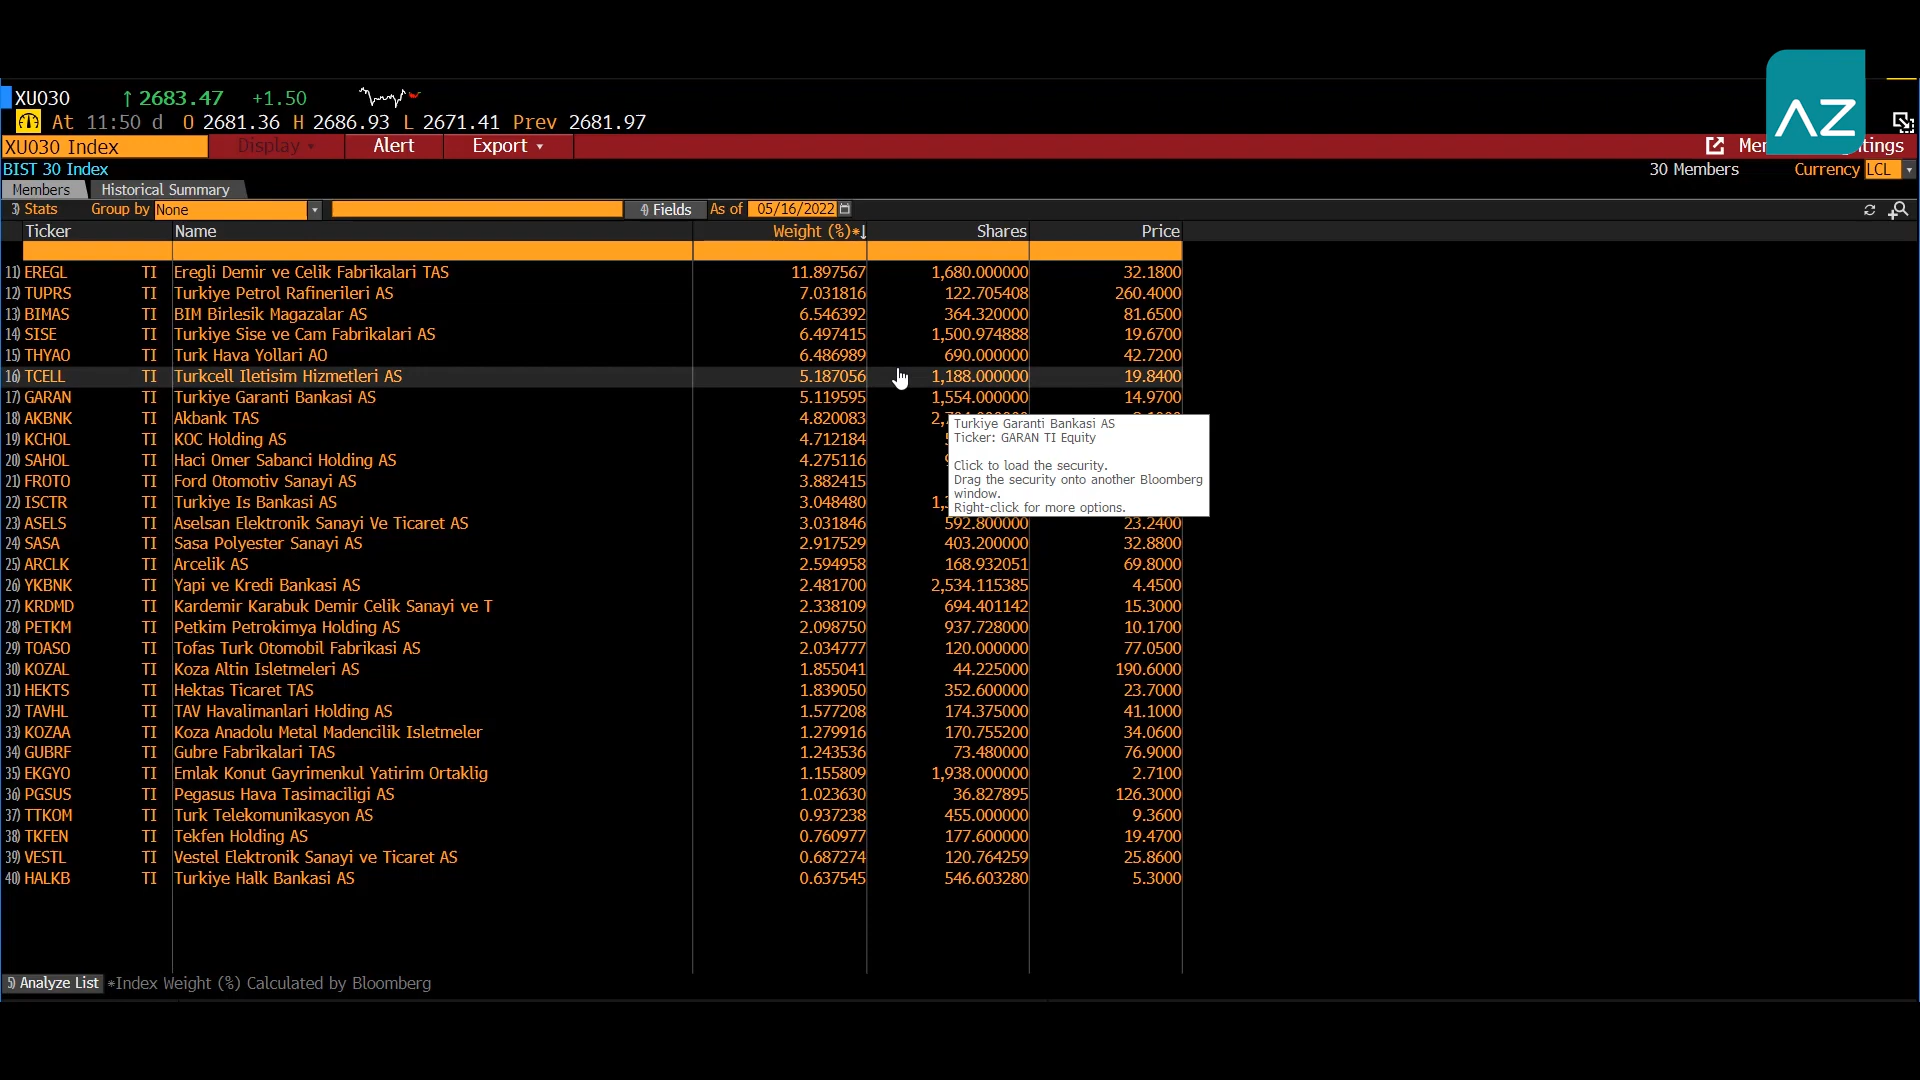 AZ
XU030 ↑ 2683.47 +1.50
At 11:50 d O 2681.36 H 2686.93 L 2671.41 Prev 2681.97
XU030 Index Display Alert Export
BIST 30 Index 30 Members Currency LCL
Members Historical Summary
3) Stats Group by None 4) Fields As of 05/16/2022
Ticker Name Weight (%)*↓ Shares Price
11) EREGL TI Eregli Demir ve Celik Fabrikalari TAS 11.897567 1,680.000000 32.1800
12) TUPRS TI Turkiye Petrol Rafinerileri AS 7.031816 122.705408 260.4000
13) BIMAS TI BIM Birlesik Magazalar AS 6.546392 364.320000 81.6500
14) SISE TI Turkiye Sise ve Cam Fabrikalari AS 6.497415 1,500.974888 19.6700
15) THYAO TI Turk Hava Yollari AO 6.486989 690.000000 42.7200
16) TCELL TI Turkcell Iletisim Hizmetleri AS 5.187056 1,188.000000 19.8400
17) GARAN TI Turkiye Garanti Bankasi AS 5.119595 1,554.000000 14.9700
18) AKBNK TI Akbank TAS 4.820083
19) KCHOL TI KOC Holding AS 4.712184
20) SAHOL TI Haci Omer Sabanci Holding AS 4.275116
21) FROTO TI Ford Otomotiv Sanayi AS 3.882415
22) ISCTR TI Turkiye Is Bankasi AS 3.048480
Turkiye Garanti Bankasi AS
Ticker: GARAN TI Equity
Click to load the security.
Drag the security onto another Bloomberg
window.
Right-click for more options.
23) ASELS TI Aselsan Elektronik Sanayi Ve Ticaret AS 3.031846 592.800000 23.2400
24) SASA TI Sasa Polyester Sanayi AS 2.917529 403.200000 32.8800
25) ARCLK TI Arcelik AS 2.594958 168.932051 69.8000
26) YKBNK TI Yapi ve Kredi Bankasi AS 2.481700 2,534.115385 4.4500
27) KRDMD TI Kardemir Karabuk Demir Celik Sanayi ve T 2.338109 694.401142 15.3000
28) PETKM TI Petkim Petrokimya Holding AS 2.098750 937.728000 10.1700
29) TOASO TI Tofas Turk Otomobil Fabrikasi AS 2.034777 120.000000 77.0500
30) KOZAL TI Koza Altin Isletmeleri AS 1.855041 44.225000 190.6000
31) HEKTS TI Hektas Ticaret TAS 1.839050 352.600000 23.7000
32) TAVHL TI TAV Havalimanlari Holding AS 1.577208 174.375000 41.1000
33) KOZAA TI Koza Anadolu Metal Madencilik Isletmeler 1.279916 170.755200 34.0600
34) GUBRF TI Gubre Fabrikalari TAS 1.243536 73.480000 76.9000
35) EKGYO TI Emlak Konut Gayrimenkul Yatirim Ortaklig 1.155809 1,938.000000 2.7100
36) PGSUS TI Pegasus Hava Tasimaciligi AS 1.023630 36.827895 126.3000
37) TTKOM TI Turk Telekomunikasyon AS 0.937238 455.000000 9.3600
38) TKFEN TI Tekfen Holding AS 0.760977 177.600000 19.4700
39) VESTL TI Vestel Elektronik Sanayi ve Ticaret AS 0.687274 120.764259 25.8600
40) HALKB TI Turkiye Halk Bankasi AS 0.637545 546.603280 5.3000
5) Analyze List *Index Weight (%) Calculated by Bloomberg